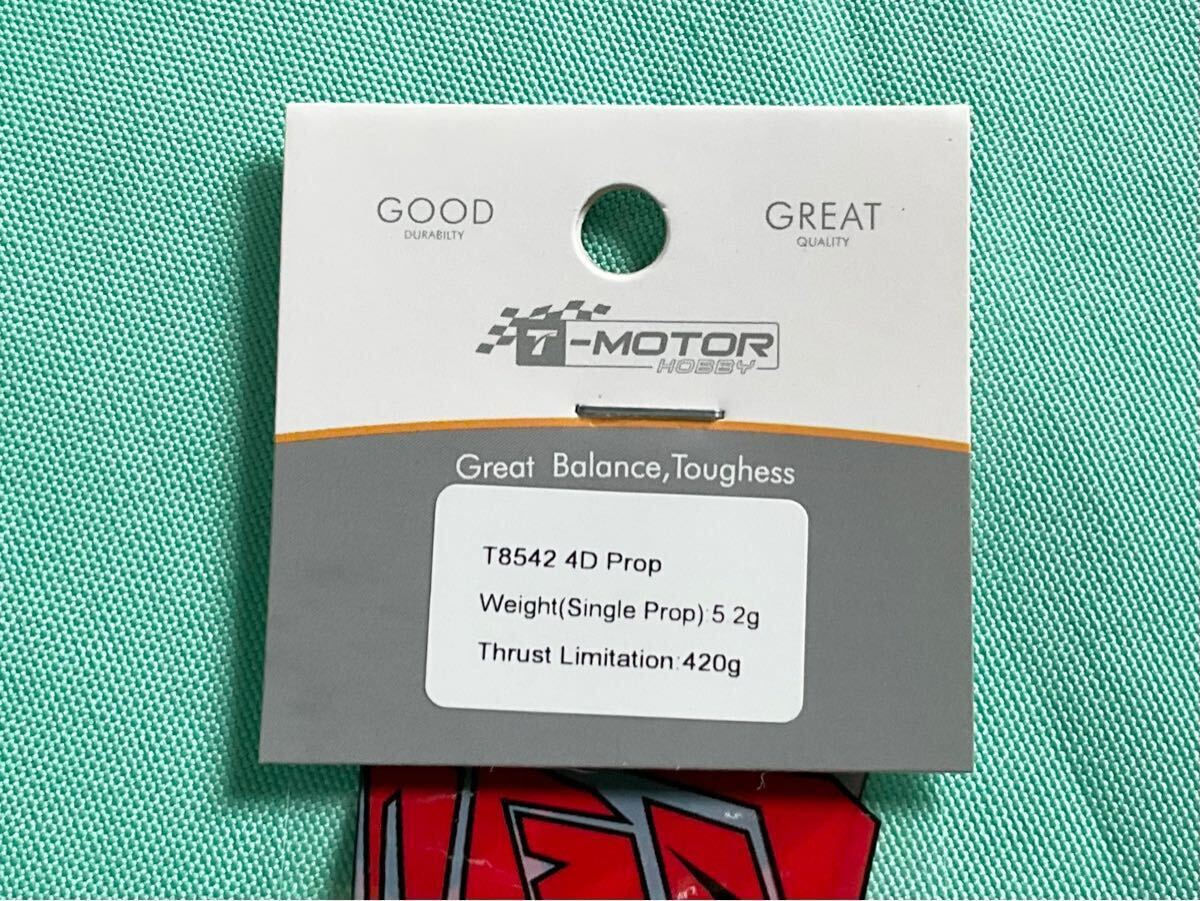 GOOD
DURABILTY
GREAT
QUALITY
T-MOTOR
HOBBY
Great Balance,Toughess
T8542 4D Prop
Weight(Single Prop):5.2g
Thrust Limitation:420g